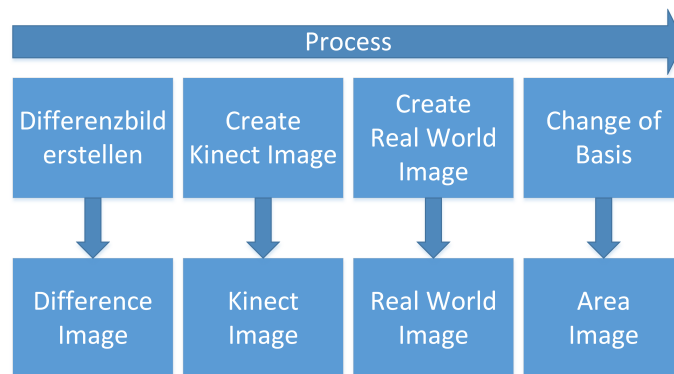 Process
Differenzbild
erstellen
Create
Kinect Image
Create
Real World
Image
Change of
Basis
Difference
Image
Kinect
Image
Real World
Image
Area
Image